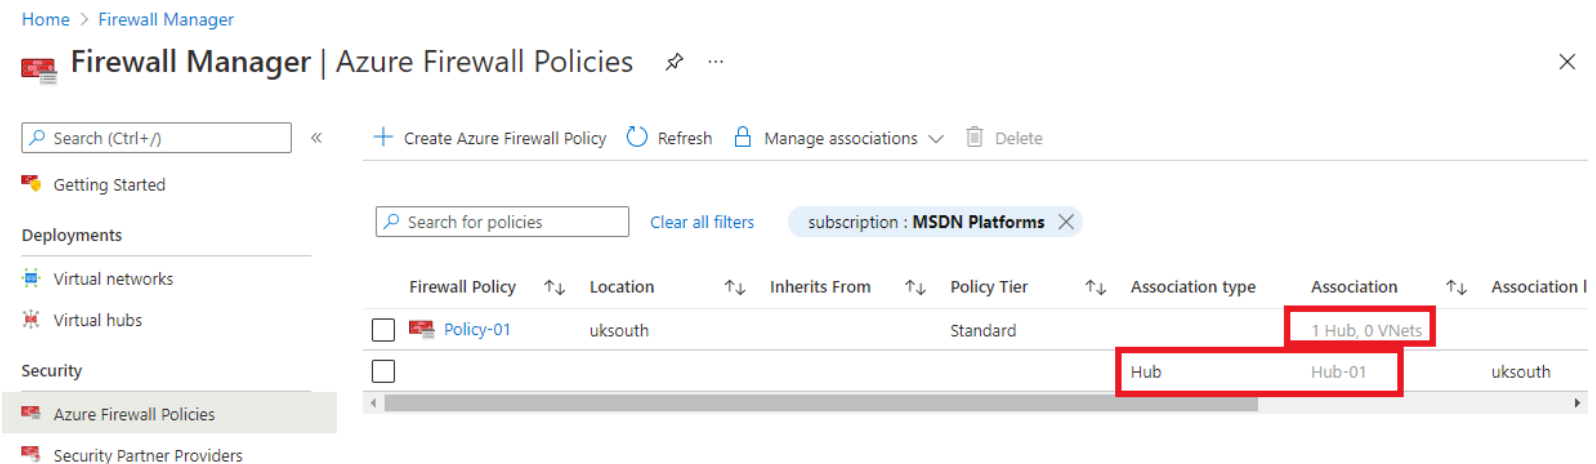 Home > Firewall Manager
Firewall Manager | Azure Firewall Policies ...
Search (Ctrl+/) «
Getting Started
Deployments
Virtual networks
Virtual hubs
Security
Azure Firewall Policies
Security Partner Providers
+ Create Azure Firewall Policy Refresh Manage associations Delete
Search for policies Clear all filters subscription : MSDN Platforms
Firewall Policy ↑↓ Location ↑↓ Inherits From ↑↓ Policy Tier ↑↓ Association type Association ↑↓ Association l
Policy-01 uksouth Standard 1 Hub, 0 VNets
Hub Hub-01 uksouth